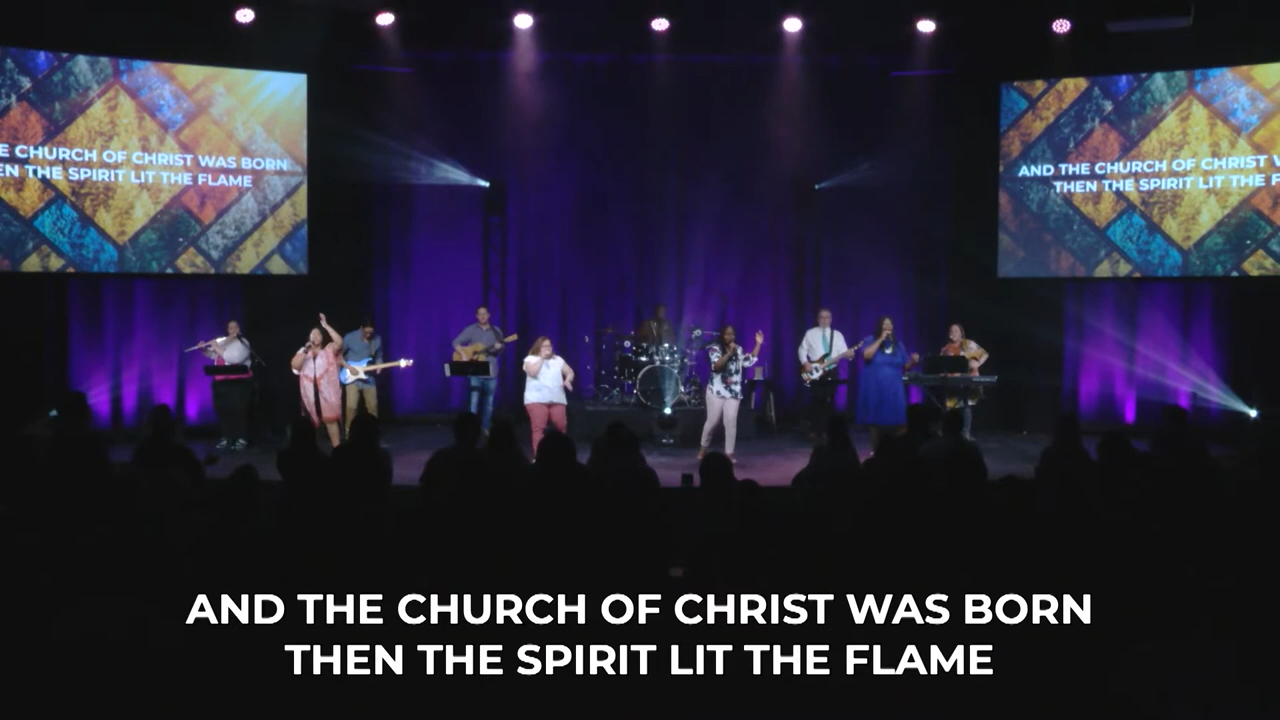 E CHURCH OF CHRIST WAS BORN
EN THE SPIRIT LIT THE FLAME
AND THE CHURCH OF CHRIST W
THEN THE SPIRIT LIT THE F
AND THE CHURCH OF CHRIST WAS BORN
THEN THE SPIRIT LIT THE FLAME